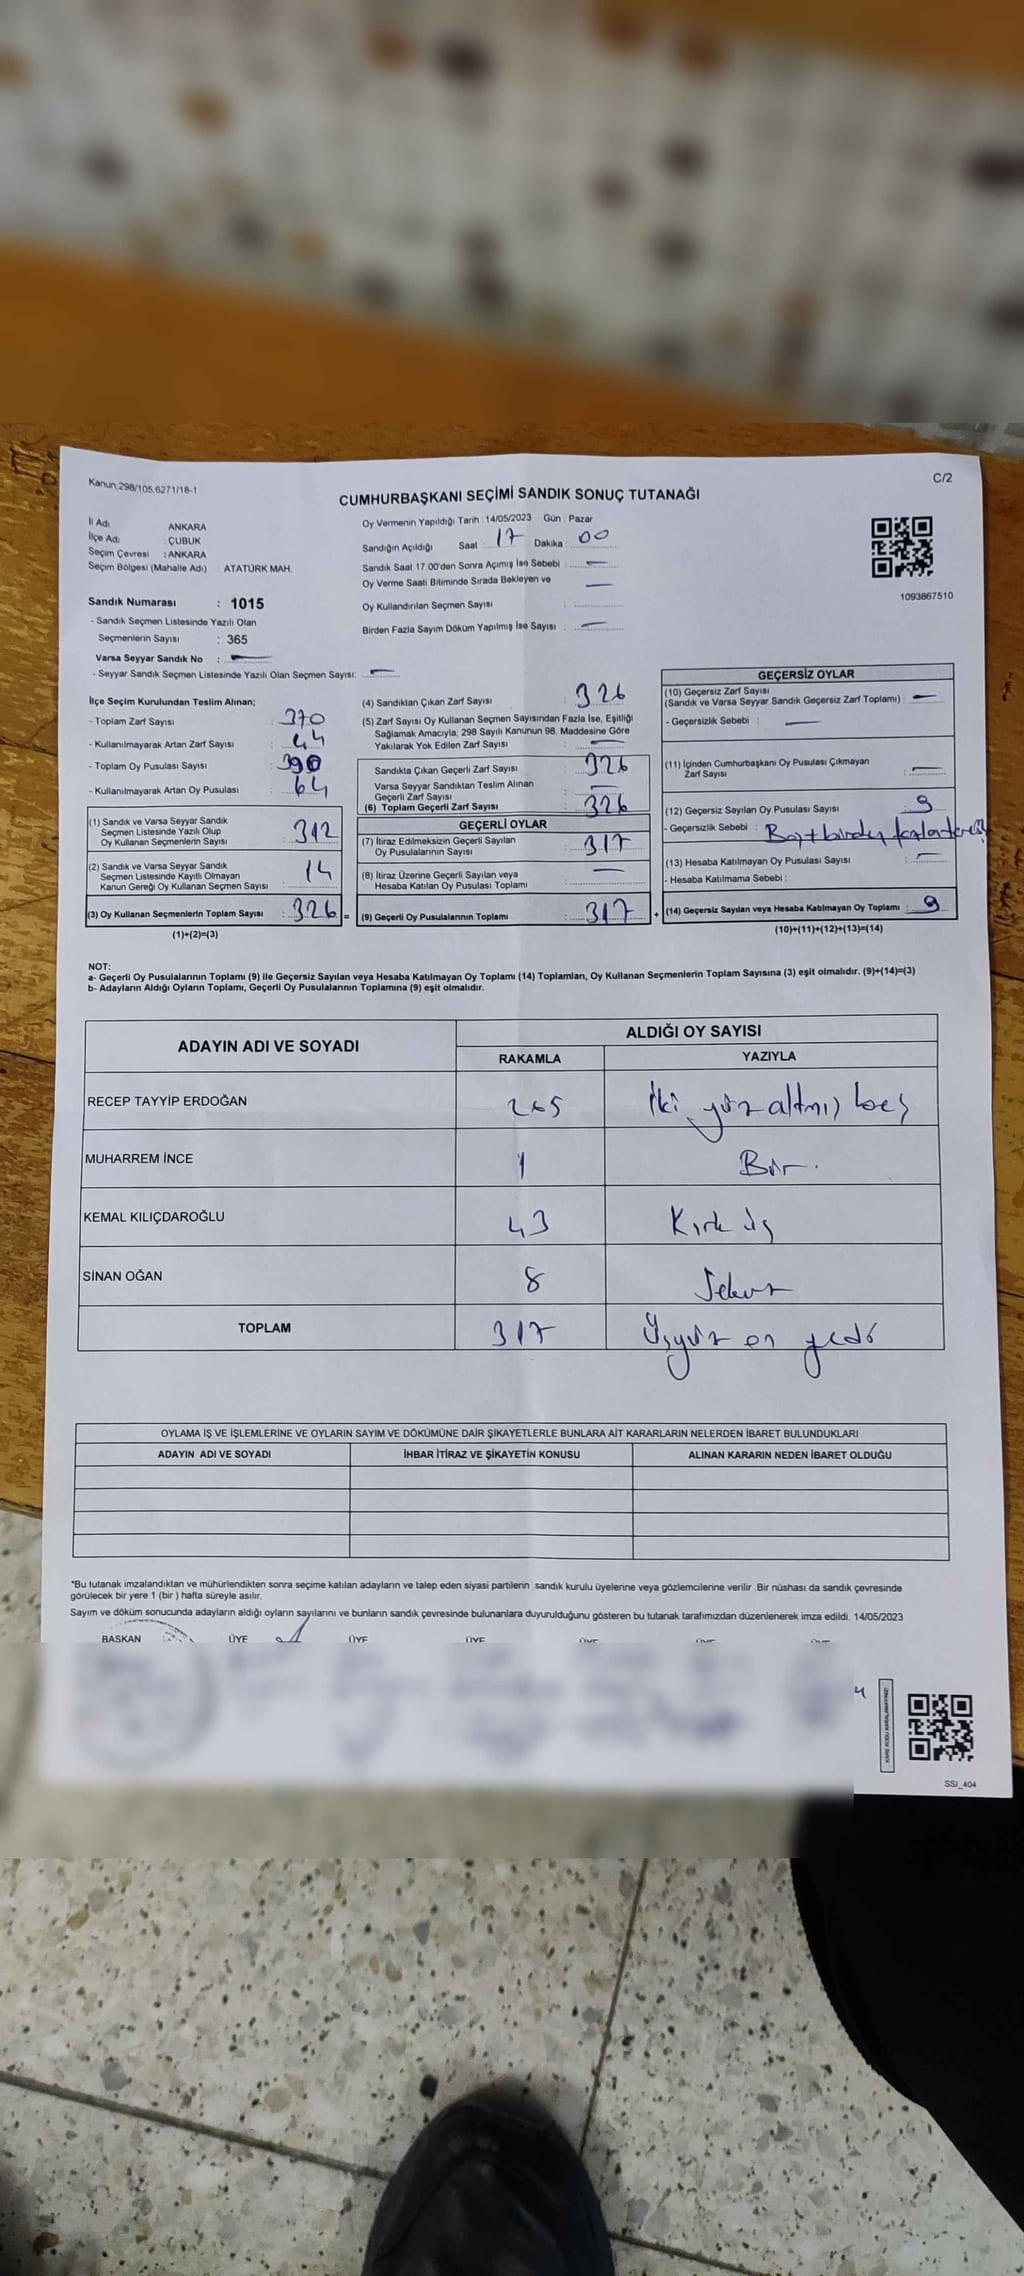 Kanun:298/105,6271/18-1
C/2
CUMHURBAŞKANI SEÇİMİ SANDIK SONUÇ TUTANAĞI
İl Adı : ANKARA
İlçe Adı : ÇUBUK
Seçim Çevresi : ANKARA
Seçim Bölgesi (Mahalle Adı) : ATATÜRK MAH.
Sandık Numarası : 1015
- Sandık Seçmen Listesinde Yazılı Olan
Seçmenlerin Sayısı : 365
Varsa Seyyar Sandık No :
- Seyyar Sandık Seçmen Listesinde Yazılı Olan Seçmen Sayısı:
Oy Vermenin Yapıldığı Tarih : 14/05/2023 Gün : Pazar
Sandığın Açıldığı Saat : 17 Dakika : 00
Sandık Saat 17.00'den Sonra Açımış İse Sebebi :
Oy Verme Saati Bitiminde Sırada Bekleyen ve
Oy Kullandırılan Seçmen Sayısı :
Birden Fazla Sayım Döküm Yapılmış İse Sayısı :
1093867510
İlçe Seçim Kurulundan Teslim Alınan;
- Toplam Zarf Sayısı : 370
- Kullanılmayarak Artan Zarf Sayısı : 44
- Toplam Oy Pusulası Sayısı : 390
- Kullanılmayarak Artan Oy Pusulası : 64
(1) Sandık ve Varsa Seyyar Sandık
Seçmen Listesinde Yazılı Olup
Oy Kullanan Seçmenlerin Sayısı : 312
(2) Sandık ve Varsa Seyyar Sandık
Seçmen Listesinde Kayıtlı Olmayan
Kanun Gereği Oy Kullanan Seçmen Sayısı : 14
(3) Oy Kullanan Seçmenlerin Toplam Sayısı : 326 =
(1)+(2)=(3)
(4) Sandıktan Çıkan Zarf Sayısı : 326
(5) Zarf Sayısı Oy Kullanan Seçmen Sayısından Fazla İse, Eşitliği
Sağlamak Amacıyla; 298 Sayılı Kanunun 98. Maddesine Göre
Yakılarak Yok Edilen Zarf Sayısı :
Sandıkta Çıkan Geçerli Zarf Sayısı : 326
Varsa Seyyar Sandıktan Teslim Alınan
Geçerli Zarf Sayısı :
(6) Toplam Geçerli Zarf Sayısı : 326
GEÇERLİ OYLAR
(7) İtiraz Edilmeksizin Geçerli Sayılan
Oy Pusulalarının Sayısı : 317
(8) İtiraz Üzerine Geçerli Sayılan veya
Hesaba Katılan Oy Pusulası Toplamı :
(9) Geçerli Oy Pusulalarının Toplamı : 317 +
GEÇERSİZ OYLAR
(10) Geçersiz Zarf Sayısı
(Sandık ve Varsa Seyyar Sandık Geçersiz Zarf Toplamı) :
- Geçersizlik Sebebi :
(11) İçinden Cumhurbaşkanı Oy Pusulası Çıkmayan
Zarf Sayısı :
(12) Geçersiz Sayılan Oy Pusulası Sayısı : 9
- Geçersizlik Sebebi : Boş + birden
(13) Hesaba Katılmayan Oy Pusulası Sayısı :
- Hesaba Katılmama Sebebi :
(14) Geçersiz Sayılan veya Hesaba Katılmayan Oy Toplamı : 9
(10)+(11)+(12)+(13)=(14)
NOT:
a- Geçerli Oy Pusulalarının Toplamı (9) ile Geçersiz Sayılan veya Hesaba Katılmayan Oy Toplamı (14) Toplamları, Oy Kullanan Seçmenlerin Toplam Sayısına (3) eşit olmalıdır. (9)+(14)=(3)
b- Adayların Aldığı Oyların Toplamı, Geçerli Oy Pusulalarının Toplamına (9) eşit olmalıdır.
ADAYIN ADI VE SOYADI
ALDIĞI OY SAYISI
RAKAMLA YAZIYLA
RECEP TAYYİP ERDOĞAN 265 İki yüz altmış beş
MUHARREM İNCE 1 Bir.
KEMAL KILIÇDAROĞLU 43 Kırk üç
SİNAN OĞAN 8 Sekiz
TOPLAM 317 Üçyüz on yedi
OYLAMA İŞ VE İŞLEMLERİNE VE OYLARIN SAYIM VE DÖKÜMÜNE DAİR ŞİKAYETLERLE BUNLARA AİT KARARLARIN NELERDEN İBARET BULUNDUKLARI
ADAYIN ADI VE SOYADI İHBAR İTİRAZ VE ŞİKAYETİN KONUSU ALINAN KARARIN NEDEN İBARET OLDUĞU
*Bu tutanak imzalandıktan ve mühürlendikten sonra seçime katılan adayların ve talep eden siyasi partilerin sandık kurulu üyelerine veya gözlemcilerine verilir .Bir nüshası da sandık çevresinde
görülecek bir yere 1 (bir ) hafta süreyle asılır.
Sayım ve döküm sonucunda adayların aldığı oyların sayılarını ve bunların sandık çevresinde bulunanlara duyurulduğunu gösteren bu tutanak tarafımızdan düzenlenerek imza edildi. 14/05/2023
BAŞKAN ÜYE ÜYE ÜYE
SSI_404